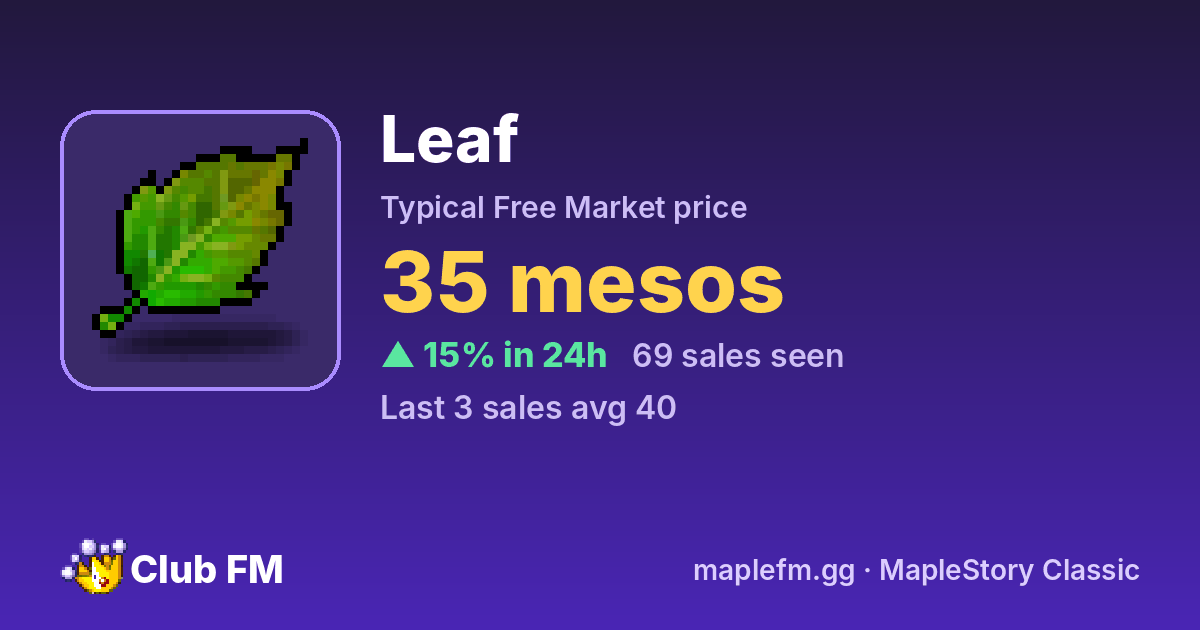 Leaf
Typical Free Market price
35 mesos
▲ 15% in 24h 69 sales seen
Last 3 sales avg 40
Club FM
maplefm.gg · MapleStory Classic